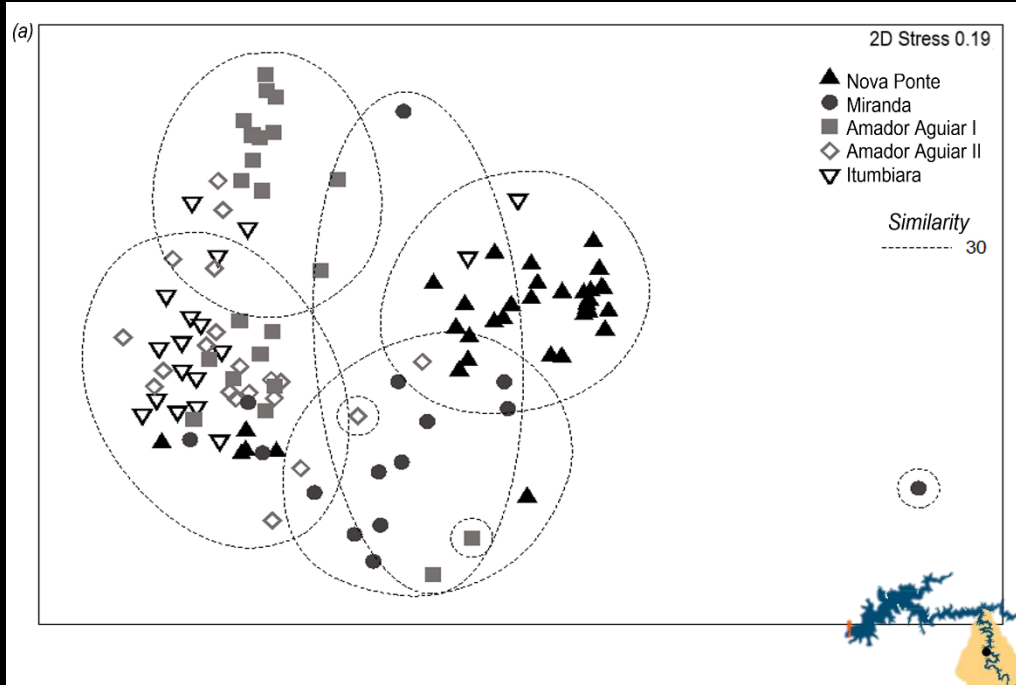 (a)
2D Stress 0.19
Nova Ponte
Miranda
Amador Aguiar I
Amador Aguiar II
Itumbiara
Similarity
30